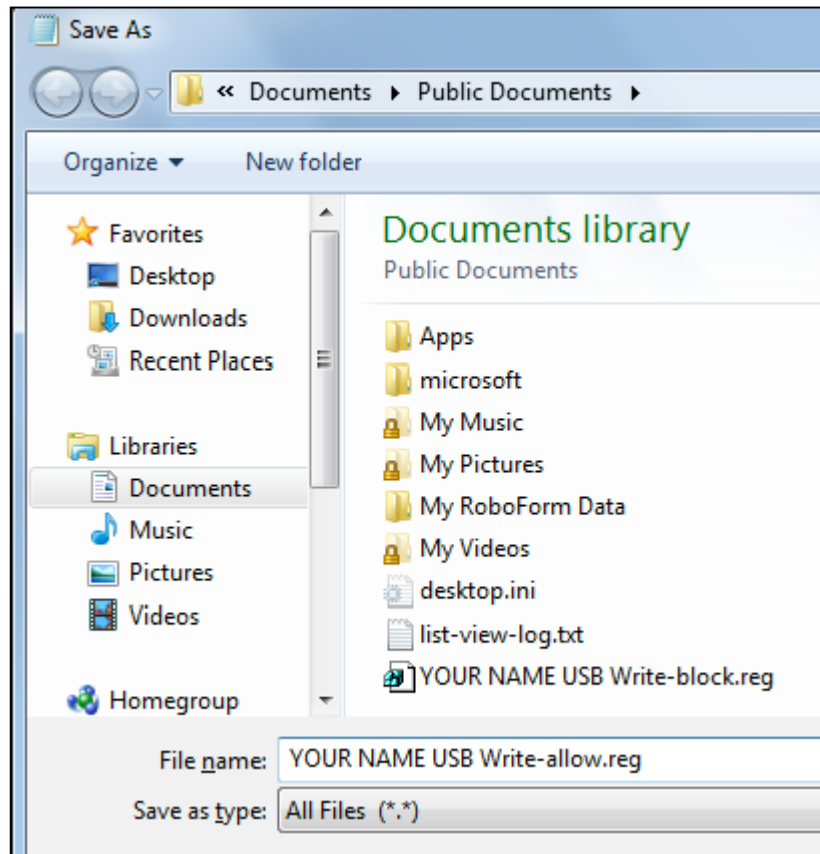 Save As
« Documents ▸ Public Documents ▸
Organize ▾ New folder
Favorites
Desktop
Downloads
Recent Places
Libraries
Documents
Music
Pictures
Videos
Homegroup
Documents library
Public Documents
Apps
microsoft
My Music
My Pictures
My RoboForm Data
My Videos
desktop.ini
list-view-log.txt
YOUR NAME USB Write-block.reg
File name: YOUR NAME USB Write-allow.reg
Save as type: All Files (*.*)